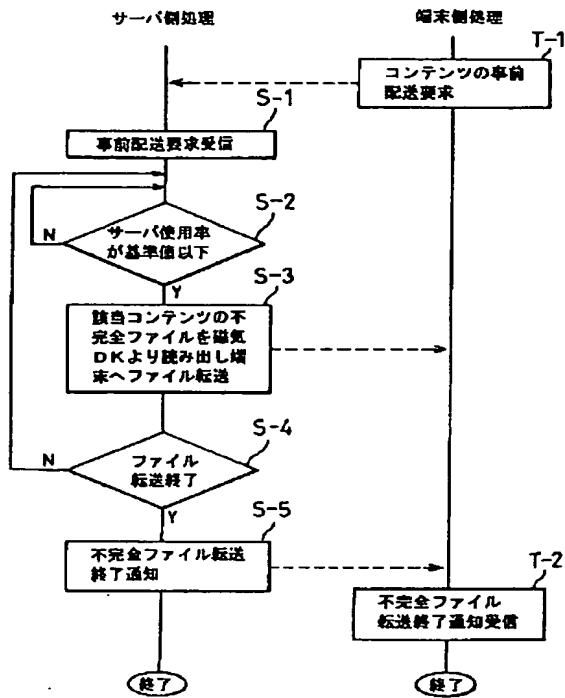 サーバ側処理
端末側処理
T-1
コンテンツの事前
配送要求
S-1
事前配送要求受信
S-2
サーバ使用率
が基準値以下
N
Y
S-3
該当コンテンツの不
完全ファイルを磁気
DKより読み出し端
末へファイル転送
S-4
ファイル
転送終了
N
Y
S-5
不完全ファイル転送
終了通知
T-2
不完全ファイル
転送終了通知受信
終了
終了